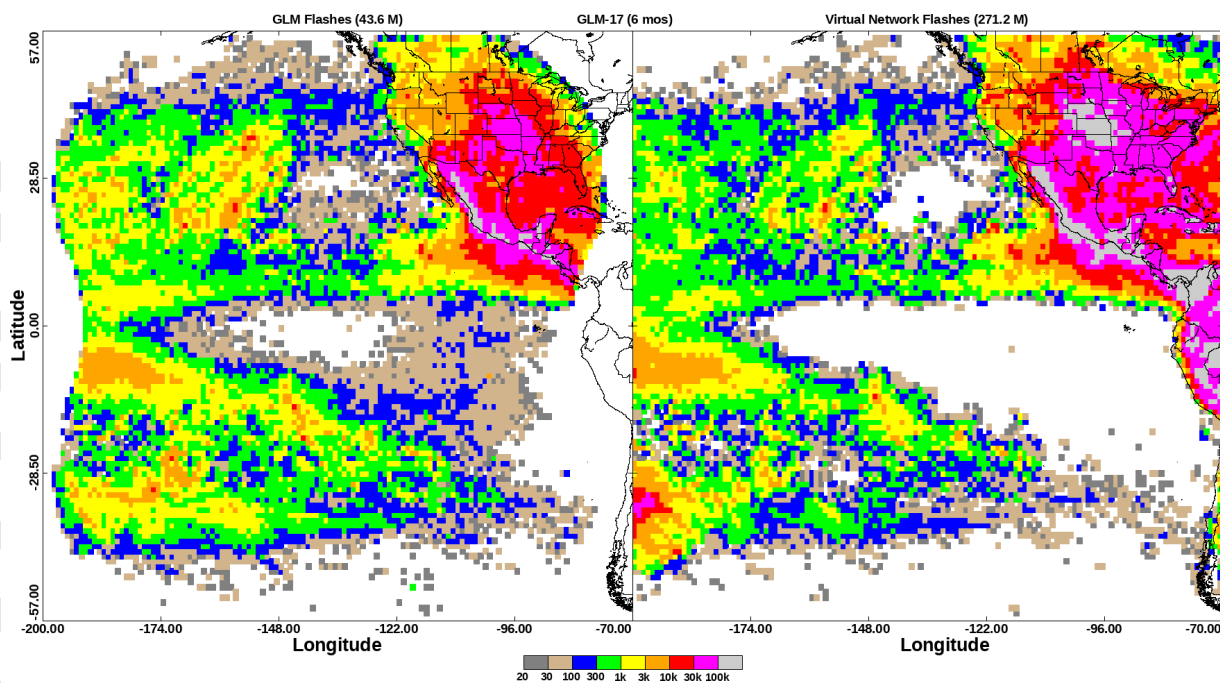 GLM Flashes (43.6 M) GLM-17 (6 mos) Virtual Network Flashes (271.2 M)
57.00
28.50
0.00
-28.50
-57.00
Latitude
-200.00 -174.00 -148.00 -122.00 -96.00 -70.00 -174.00 -148.00 -122.00 -96.00 -70.00
Longitude Longitude
20 30 100 300 1k 3k 10k 30k 100k